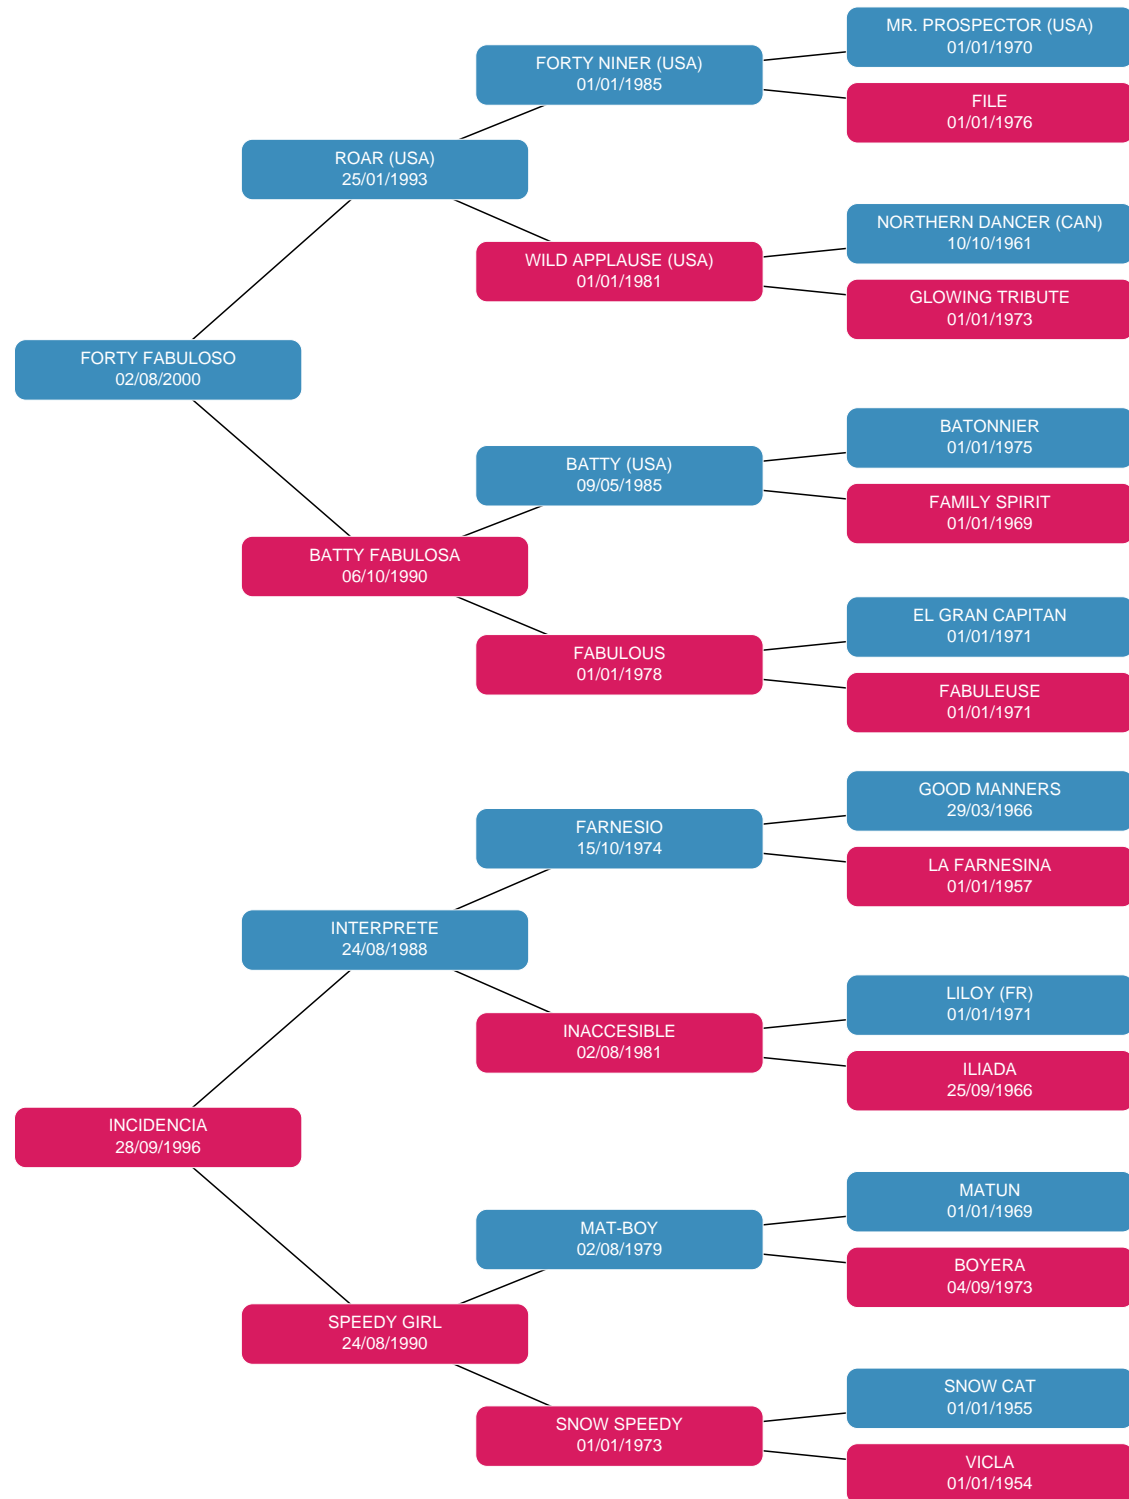 MR. PROSPECTOR (USA)
01/01/1970
FORTY NINER (USA)
01/01/1985
FILE
01/01/1976
ROAR (USA)
25/01/1993
NORTHERN DANCER (CAN)
10/10/1961
WILD APPLAUSE (USA)
01/01/1981
GLOWING TRIBUTE
01/01/1973
FORTY FABULOSO
02/08/2000
BATONNIER
01/01/1975
BATTY (USA)
09/05/1985
FAMILY SPIRIT
01/01/1969
BATTY FABULOSA
06/10/1990
EL GRAN CAPITAN
01/01/1971
FABULOUS
01/01/1978
FABULEUSE
01/01/1971
GOOD MANNERS
29/03/1966
FARNESIO
15/10/1974
LA FARNESINA
01/01/1957
INTERPRETE
24/08/1988
LILOY (FR)
01/01/1971
INACCESIBLE
02/08/1981
ILIADA
25/09/1966
INCIDENCIA
28/09/1996
MATUN
01/01/1969
MAT-BOY
02/08/1979
BOYERA
04/09/1973
SPEEDY GIRL
24/08/1990
SNOW CAT
01/01/1955
SNOW SPEEDY
01/01/1973
VICLA
01/01/1954